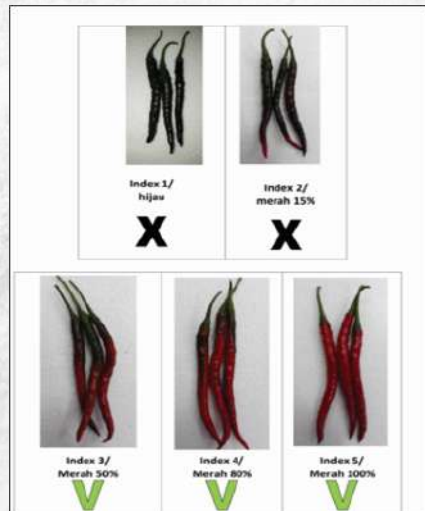 Index 1/
hijau
X
Index 2/
merah 15%
X
Index 3/
Merah 50%
V
Index 4/
Merah 80%
V
Index 5/
Merah 100%
V